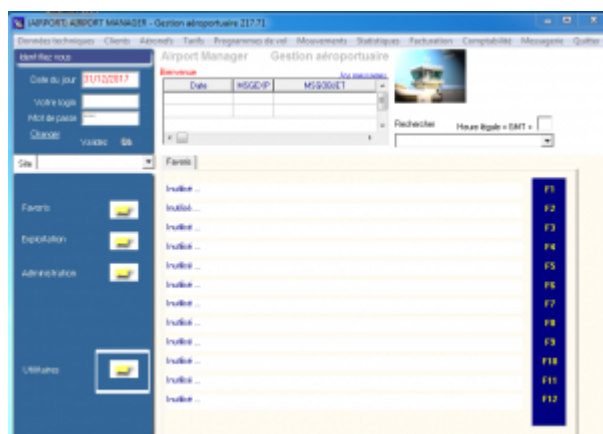 (AIRPORT) AIRPORT MANAGER - Gestion aéroportuaire 217.71
Données techniques Clients Aéronefs Tarifs Programmes de vol Mouvements Statistiques Facturation Comptabilité Messagerie Quitter
Identifiez vous
Airport Manager Gestion aéroportuaire
Bienvenue
Date du jour 31/12/2017
Date MSGEXP MSGOBJET
Votre login
Mot de passe
Changer
Valider
Rechercher Heure légale = GMT +
Site
Favoris
Inutilisé ...
F1
Favoris
Inutilisé ...
F2
Inutilisé ...
F3
Exploitation
Inutilisé ...
F4
Inutilisé ...
F5
Administration
Inutilisé ...
F6
Inutilisé ...
F7
Inutilisé ...
F8
Inutilisé ...
F9
Utilitaires
Inutilisé ...
F10
Inutilisé ...
F11
Inutilisé ...
F12